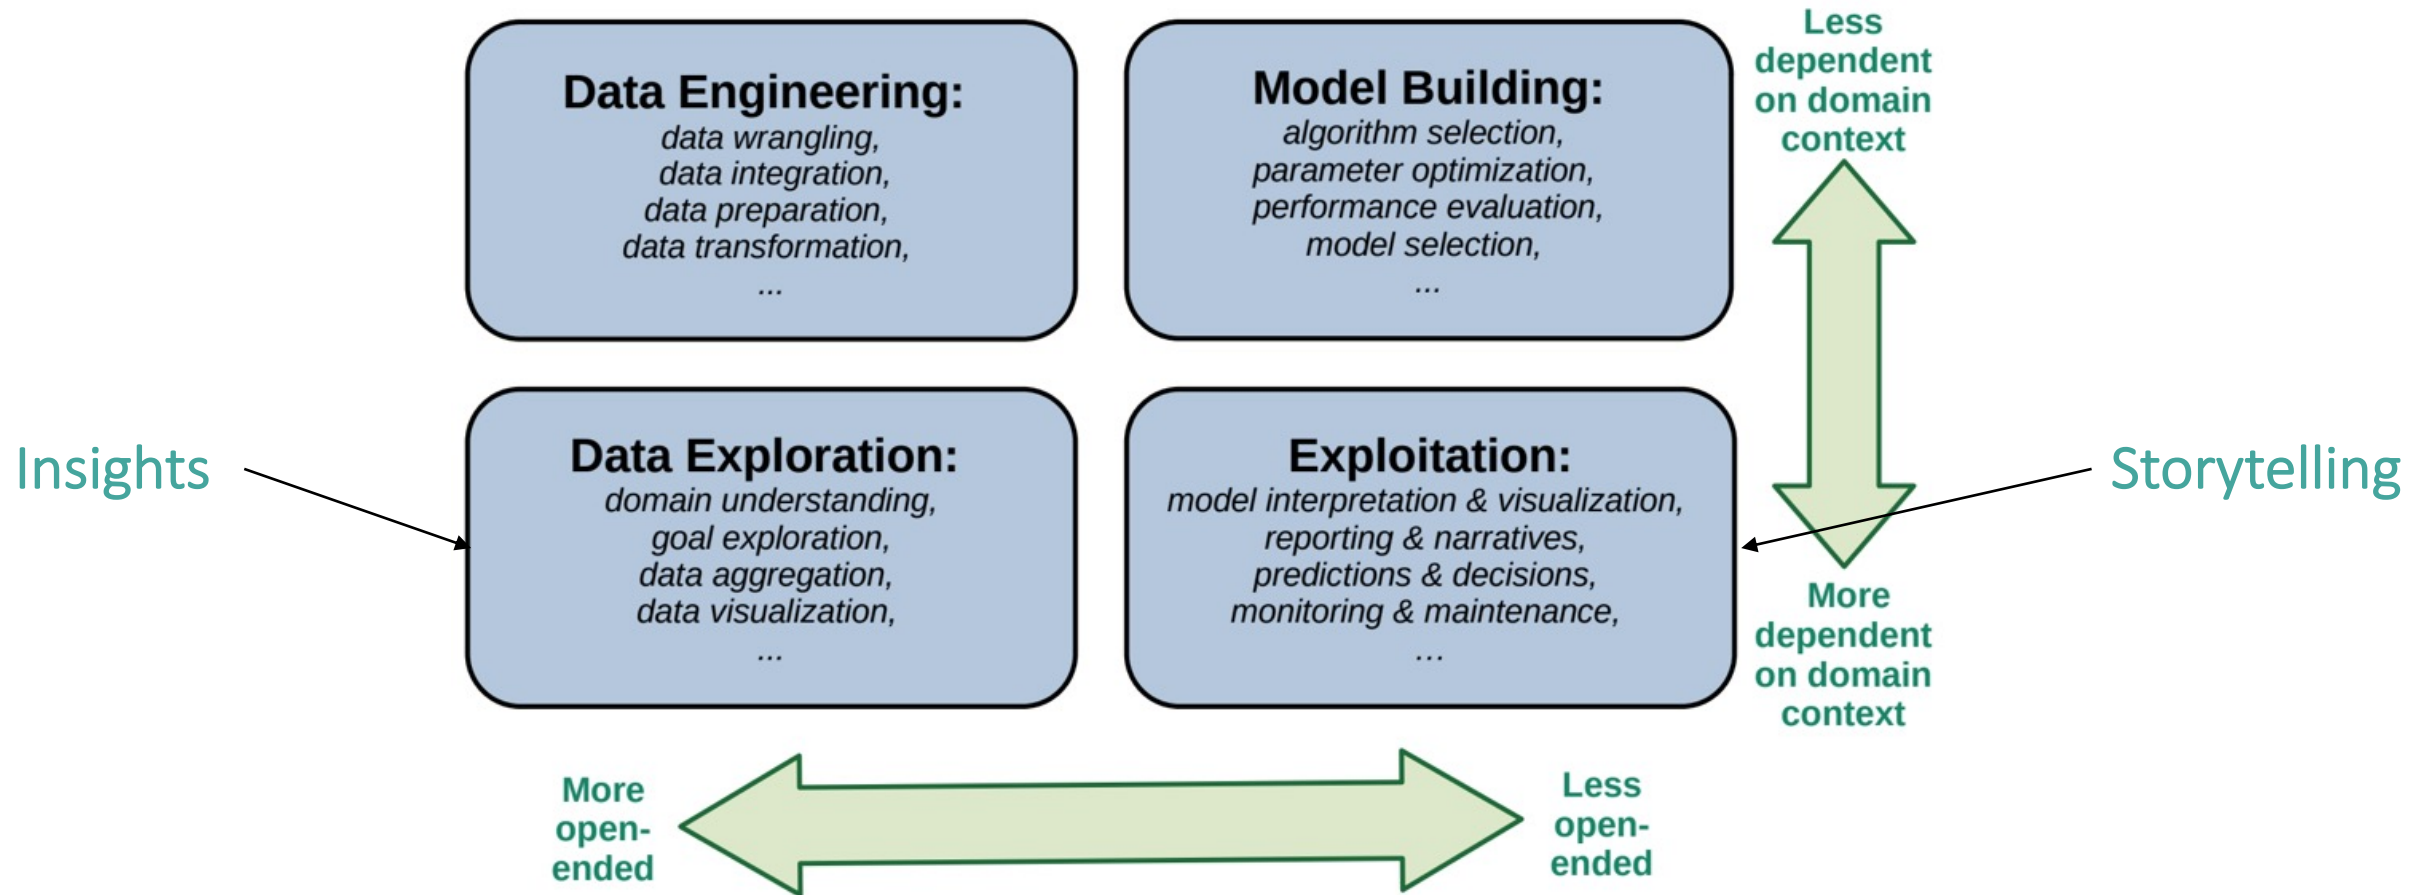 Data Engineering:
data wrangling,
data integration,
data preparation,
data transformation,
...
Model Building:
algorithm selection,
parameter optimization,
performance evaluation,
model selection,
...
Less
dependent
on domain
context
Insights
Data Exploration:
domain understanding,
goal exploration,
data aggregation,
data visualization,
...
Exploitation:
model interpretation & visualization,
reporting & narratives,
predictions & decisions,
monitoring & maintenance,
...
Storytelling
More
dependent
on domain
context
More
open-
ended
Less
open-
ended